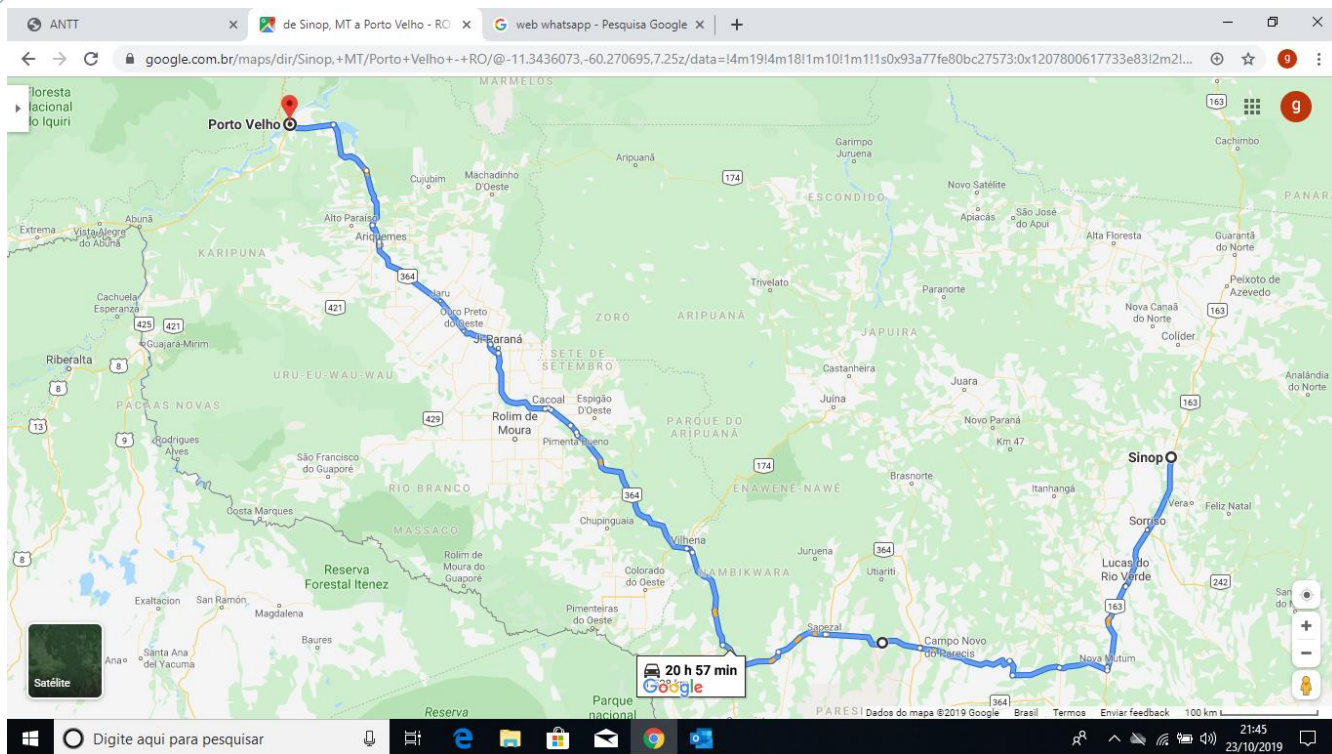 ANTT
de Sinop, MT a Porto Velho - RO
web whatsapp - Pesquisa Google
google.com.br/maps/dir/Sinop,+MT/Porto+Velho+-+RO/@-11.3436073,-60.270695,7.25z/data=!4m19!4m18!1m10!1m1!1s0x93a77fe80bc27573:0x1207800617733e83!2m2!...
g
MARMELOS
Floresta
Nacional
do Iquiri
163
g
Porto Velho
Cachimbo
Garimpo
Juruena
Aripuanã
Cujubim
Machadinho
D'Oeste
174
Novo Satélite
ESCONDIDO
PANAR
Apiacás
São José
do Apui
Alto Paraíso
Abunã
Extrema
Vista Alegre
do Abunã
Ariquemes
Alta Floresta
Guarantã
do Norte
KARIPUNA
364
Trivelato
Paranorte
Peixoto de
Azevedo
Cachuela
Esperanza
Jaru
421
Ouro Preto
do Oeste
ZORÓ
ARIPUANÃ
Nova Canaã
do Norte
163
425
421
Guajará-Mirim
JAPUIRA
Colíder
Ji-Paraná
SETE DE
SETEMBRO
Riberalta
8
8
URU-EU-WAU-WAU
Castanheira
Juara
Analândia
do Norte
PACAAS NOVAS
Cacoal
Espigão
D'Oeste
Juína
163
13
9
429
Rolim de
Moura
PARQUE DO
ARIPUANÃ
Novo Paraná
Rodrigues
Alves
Pimenta Bueno
Km 47
São Francisco
do Guaporé
174
Sinop
RIO BRANCO
Brasnorte
ENAWENÊ-NAWÊ
Itanhangá
364
Vera
Feliz Natal
Costa Marques
Chupinguaia
Sorriso
MASSACO
Vilhena
8
Rolim de
Moura do
Guaporé
Juruena
364
Lucas do
Rio Verde
Reserva
Forestal Itenez
Colorado
do Oeste
NAMBIKWARA
Utiariti
242
Exaltacion
San Ramón
Magdalena
Pimenteiras
do Oeste
163
Baures
Sapezal
Campo Novo
do Parecis
Santa Ana
del Yacuma
Nova Mutum
20 h 57 min
Google
Satélite
Parque
nacional
364
Reserva
PARESI
Dados do mapa ©2019 Google Brasil Termos Enviar feedback 100 km
Digite aqui para pesquisar
21:45
23/10/2019